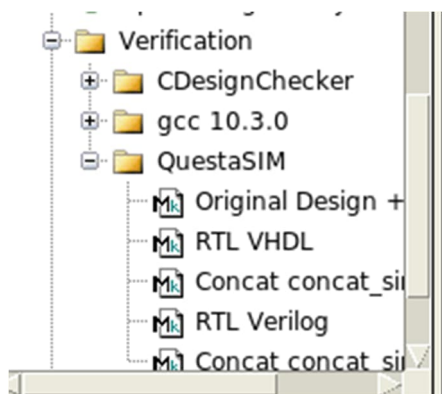 Verification
CDesignChecker
gcc 10.3.0
QuestaSIM
Original Design +
RTL VHDL
Concat concat_si
RTL Verilog
Concat concat_si